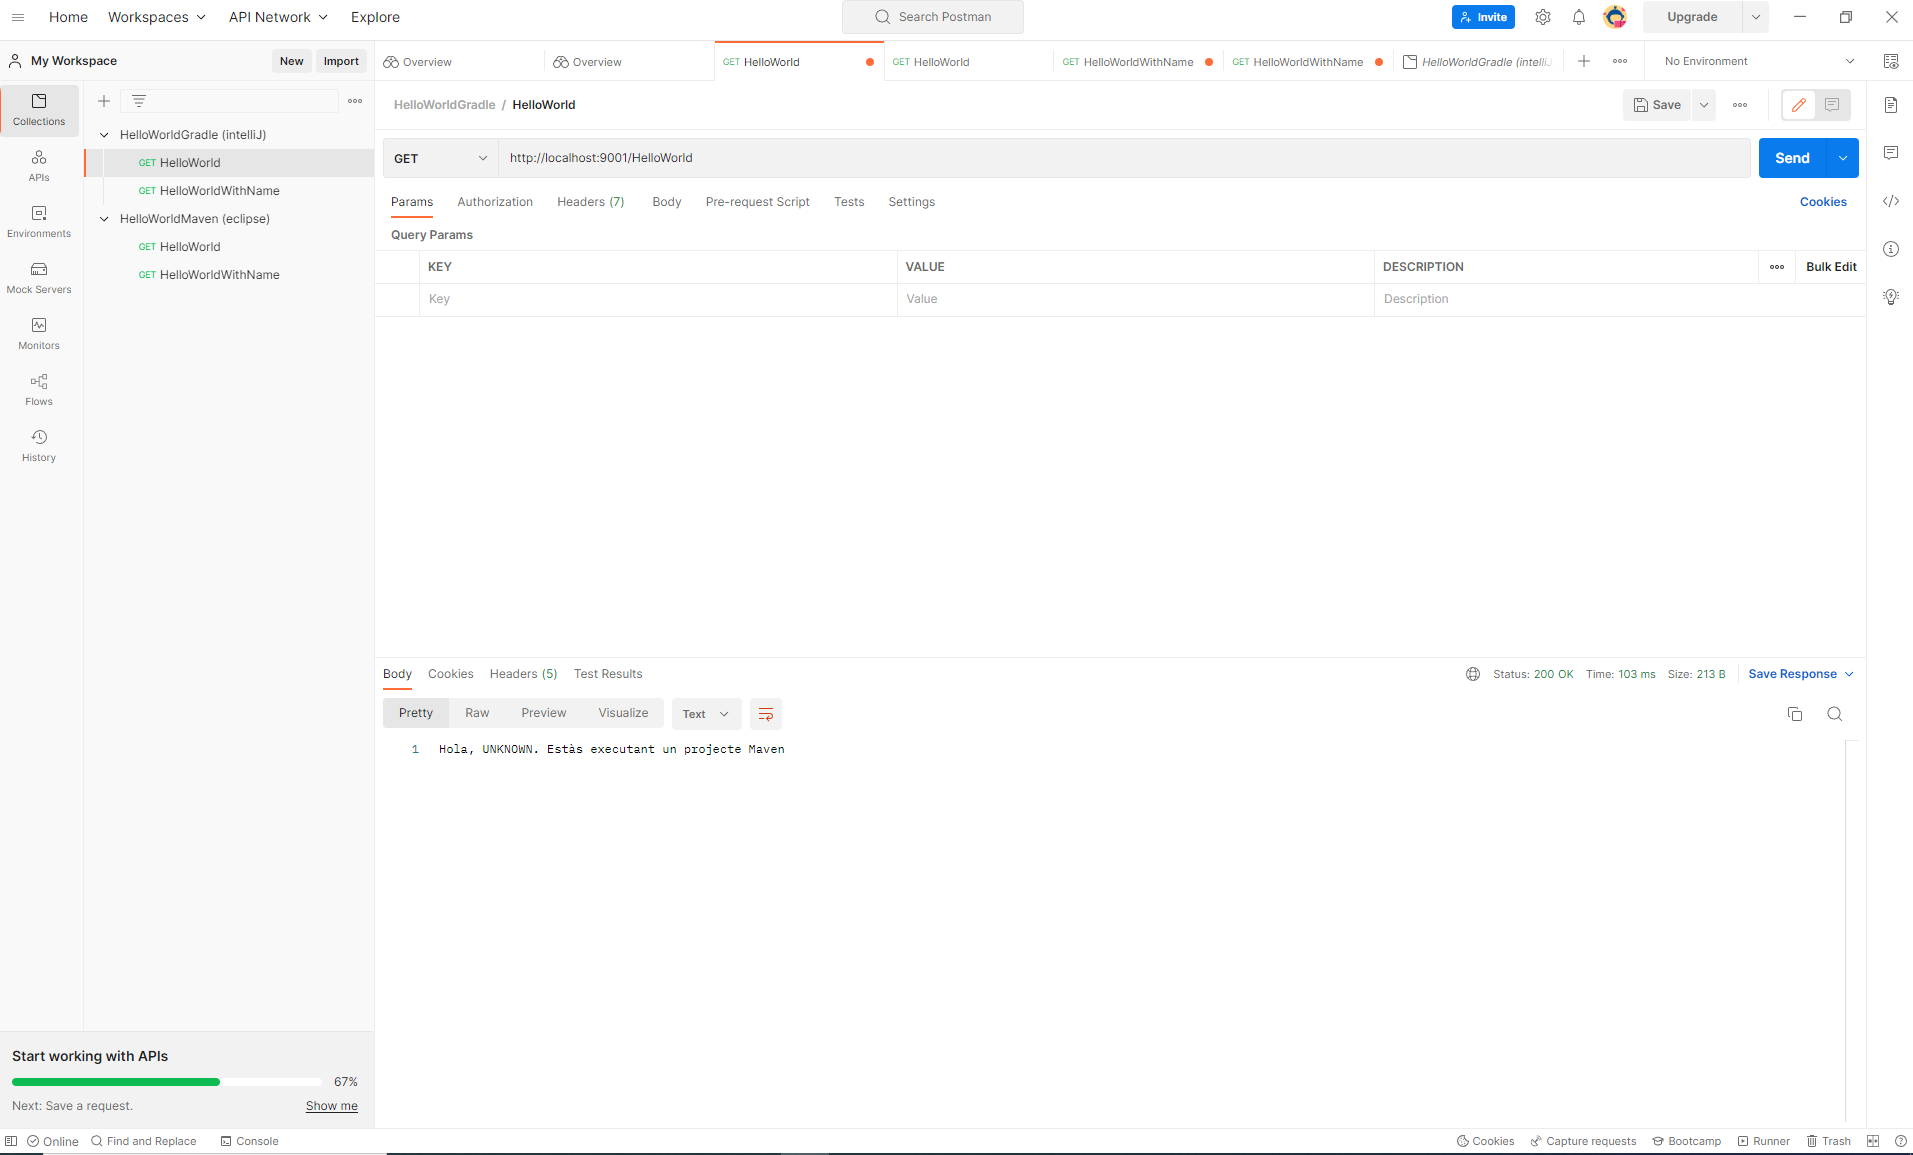 Home Workspaces API Network Explore Search Postman Invite Upgrade
My Workspace New Import Overview Overview GET HelloWorld GET HelloWorld GET HelloWorldWithName GET HelloWorldWithName HelloWorldGradle (intelliJ No Environment
HelloWorldGradle / HelloWorld Save
Collections
APIs
Environments
Mock Servers
Monitors
Flows
History
HelloWorldGradle (intelliJ)
GET HelloWorld
GET HelloWorldWithName
HelloWorldMaven (eclipse)
GET HelloWorld
GET HelloWorldWithName
GET http://localhost:9001/HelloWorld Send
Params Authorization Headers (7) Body Pre-request Script Tests Settings Cookies
Query Params
KEY VALUE DESCRIPTION Bulk Edit
Key Value Description
Body Cookies Headers (5) Test Results Status: 200 OK Time: 103 ms Size: 213 B Save Response
Pretty Raw Preview Visualize Text
1 Hola, UNKNOWN. Estàs executant un projecte Maven
Start working with APIs
67%
Next: Save a request. Show me
Online Find and Replace Console Cookies Capture requests Bootcamp Runner Trash